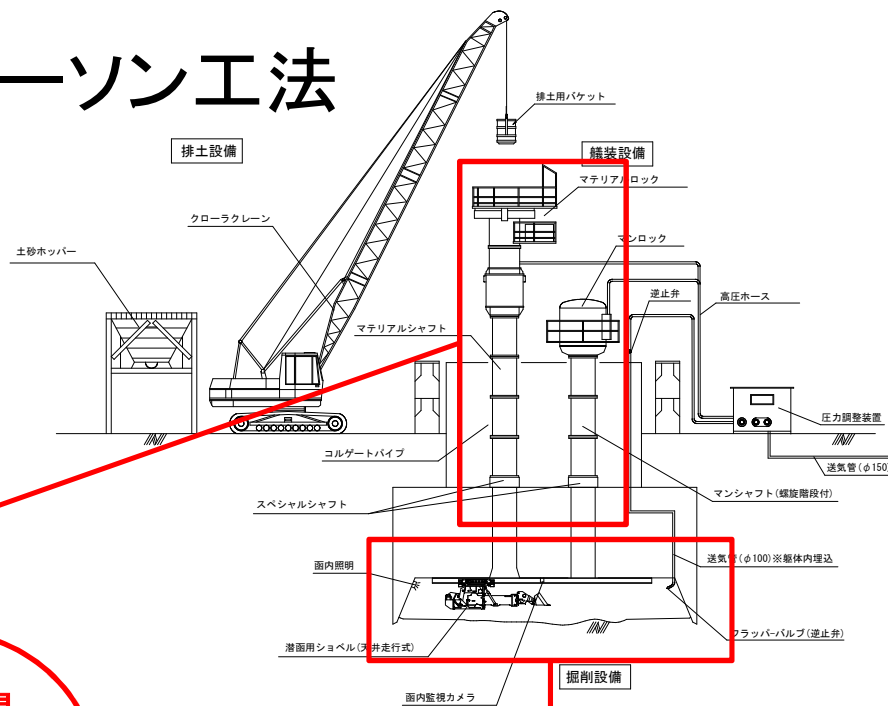 ーソン工法
排土用バケット
排土設備
艤装設備
マテリアルロック
クローラクレーン
マンロック
土砂ホッパー
逆止弁
高圧ホース
マテリアルシャフト
圧力調整装置
コルゲートパイプ
送気管(φ150)
スペシャルシャフト
マンシャフト(螺旋階段付)
函内照明
送気管(φ100)※躯体内埋込
フラッパーバルブ(逆止弁)
潜函用ショベル(天井走行式)
掘削設備
函内監視カメラ